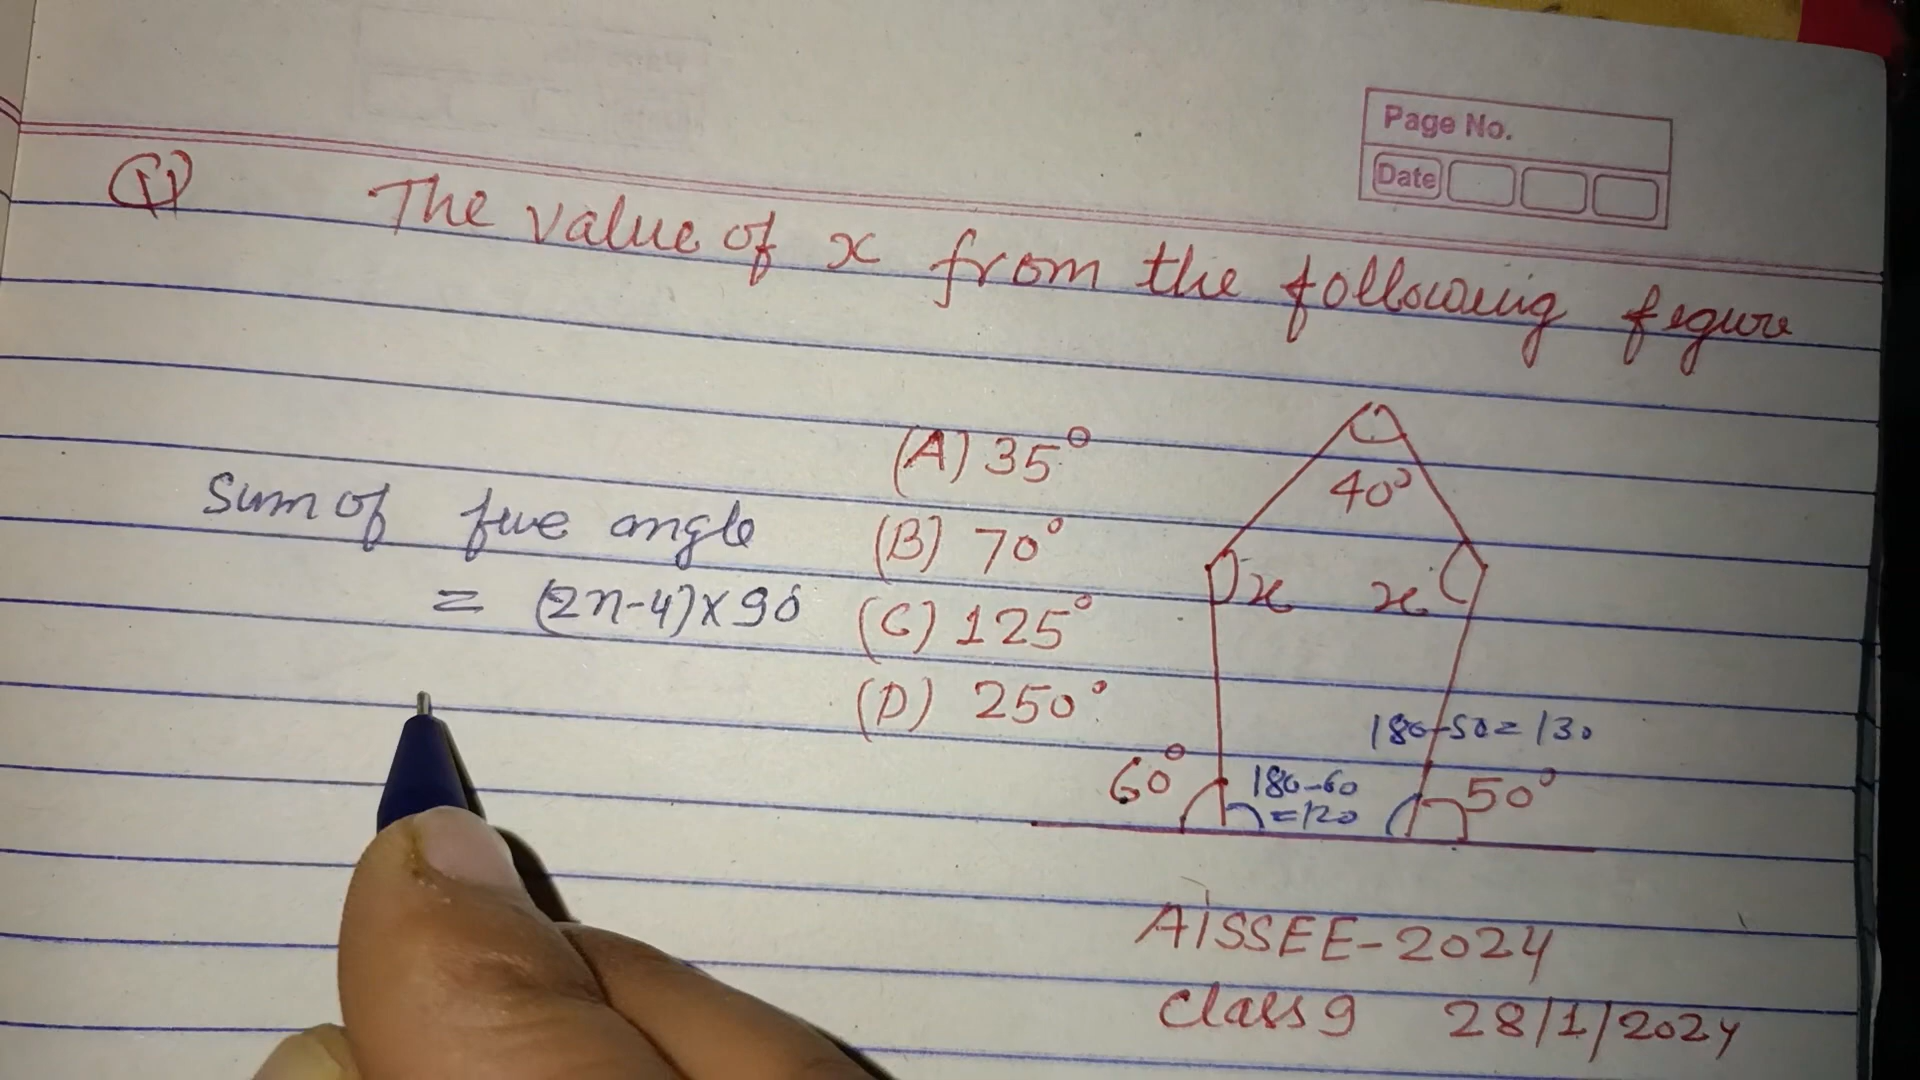 Page No.
Date
Q1) The value of x from the following figure
(A) 35°
(B) 70°
(C) 125°
(D) 250°
Sum of five angle
= (2n-4)×90
40°
x x
180-50=130
60° 180-60
=120
50°
AISSEE-2024
Class 9 28/1/2024